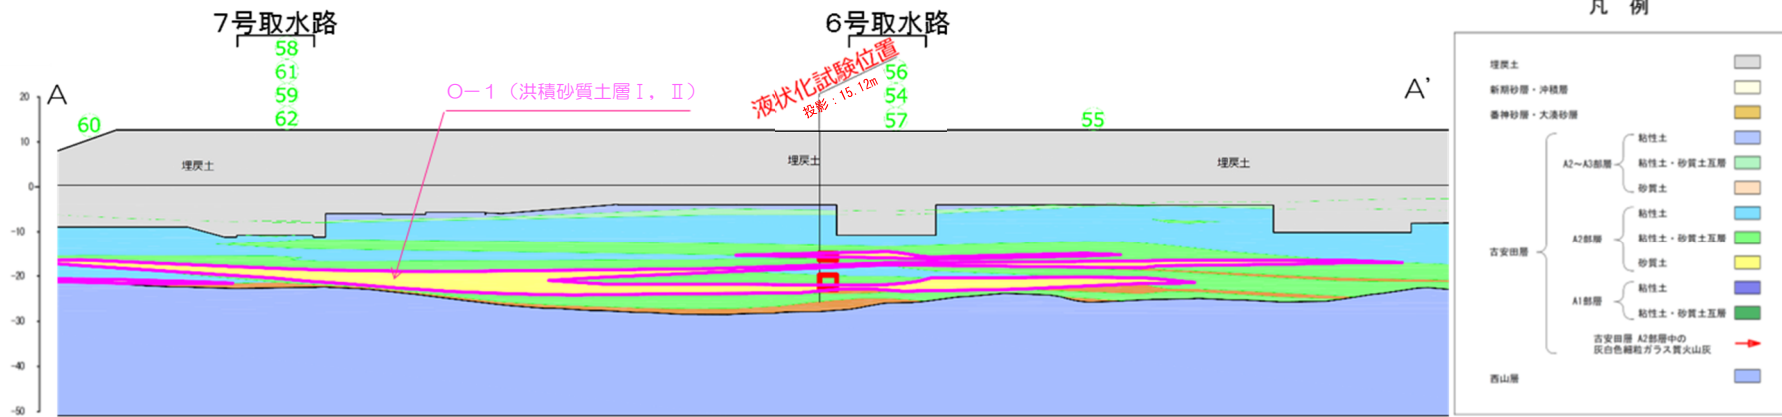 7号取水路
6号取水路
凡 例
58
61
59
62
60
液状化試験位置
投影：15.12m
56
54
57
55
O－1（洪積砂質土層Ⅰ，Ⅱ）
A
A'
20
10
0
-10
-20
-30
-40
-50
埋戻土
埋戻土
埋戻土
埋戻土
新期砂層・沖積層
番神砂層・大湊砂層
古安田層
A2～A3部層
粘性土
粘性土・砂質土互層
砂質土
A2部層
粘性土
粘性土・砂質土互層
砂質土
A1部層
粘性土
粘性土・砂質土互層
古安田層 A2部層中の
灰白色細粒ガラス質火山灰
西山層